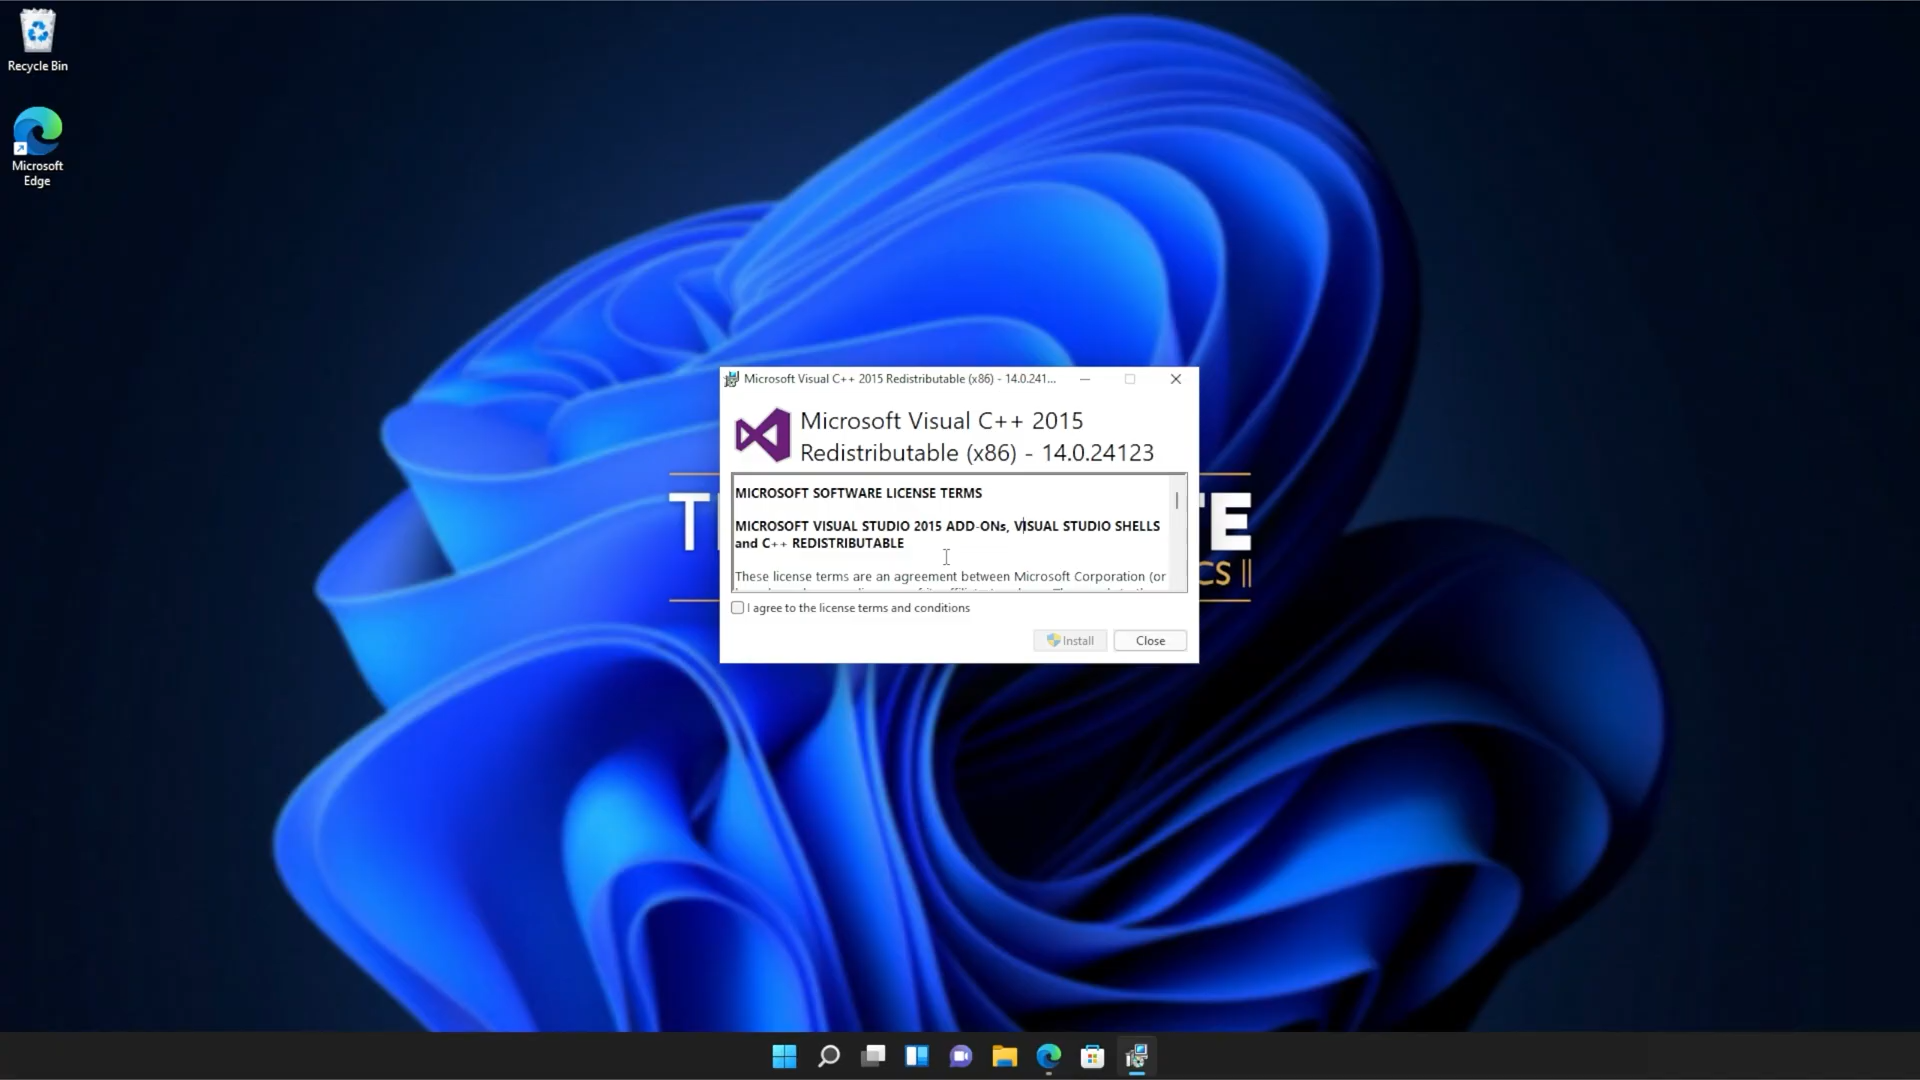 Recycle Bin
Microsoft
Edge
Microsoft Visual C++ 2015 Redistributable (x86) - 14.0.241...
Microsoft Visual C++ 2015
Redistributable (x86) - 14.0.24123
MICROSOFT SOFTWARE LICENSE TERMS
MICROSOFT VISUAL STUDIO 2015 ADD-ONs, VISUAL STUDIO SHELLS
and C++ REDISTRIBUTABLE
These license terms are an agreement between Microsoft Corporation (or
I agree to the license terms and conditions
Install
Close